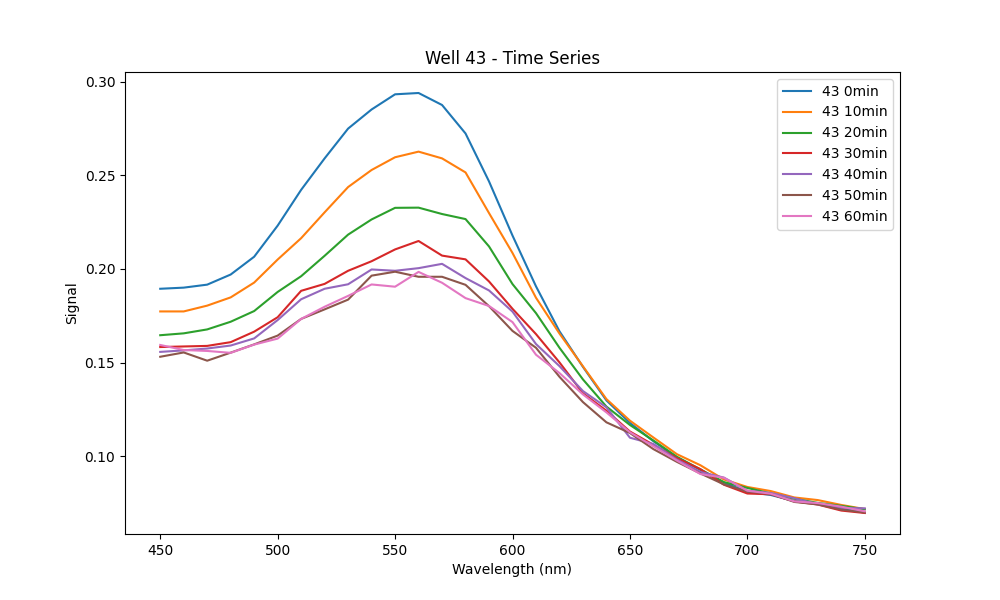 Well 43 - Time Series
43 0min
43 10min
43 20min
43 30min
43 40min
43 50min
43 60min
Signal
0.30
0.25
0.20
0.15
0.10
450 500 550 600 650 700 750
Wavelength (nm)